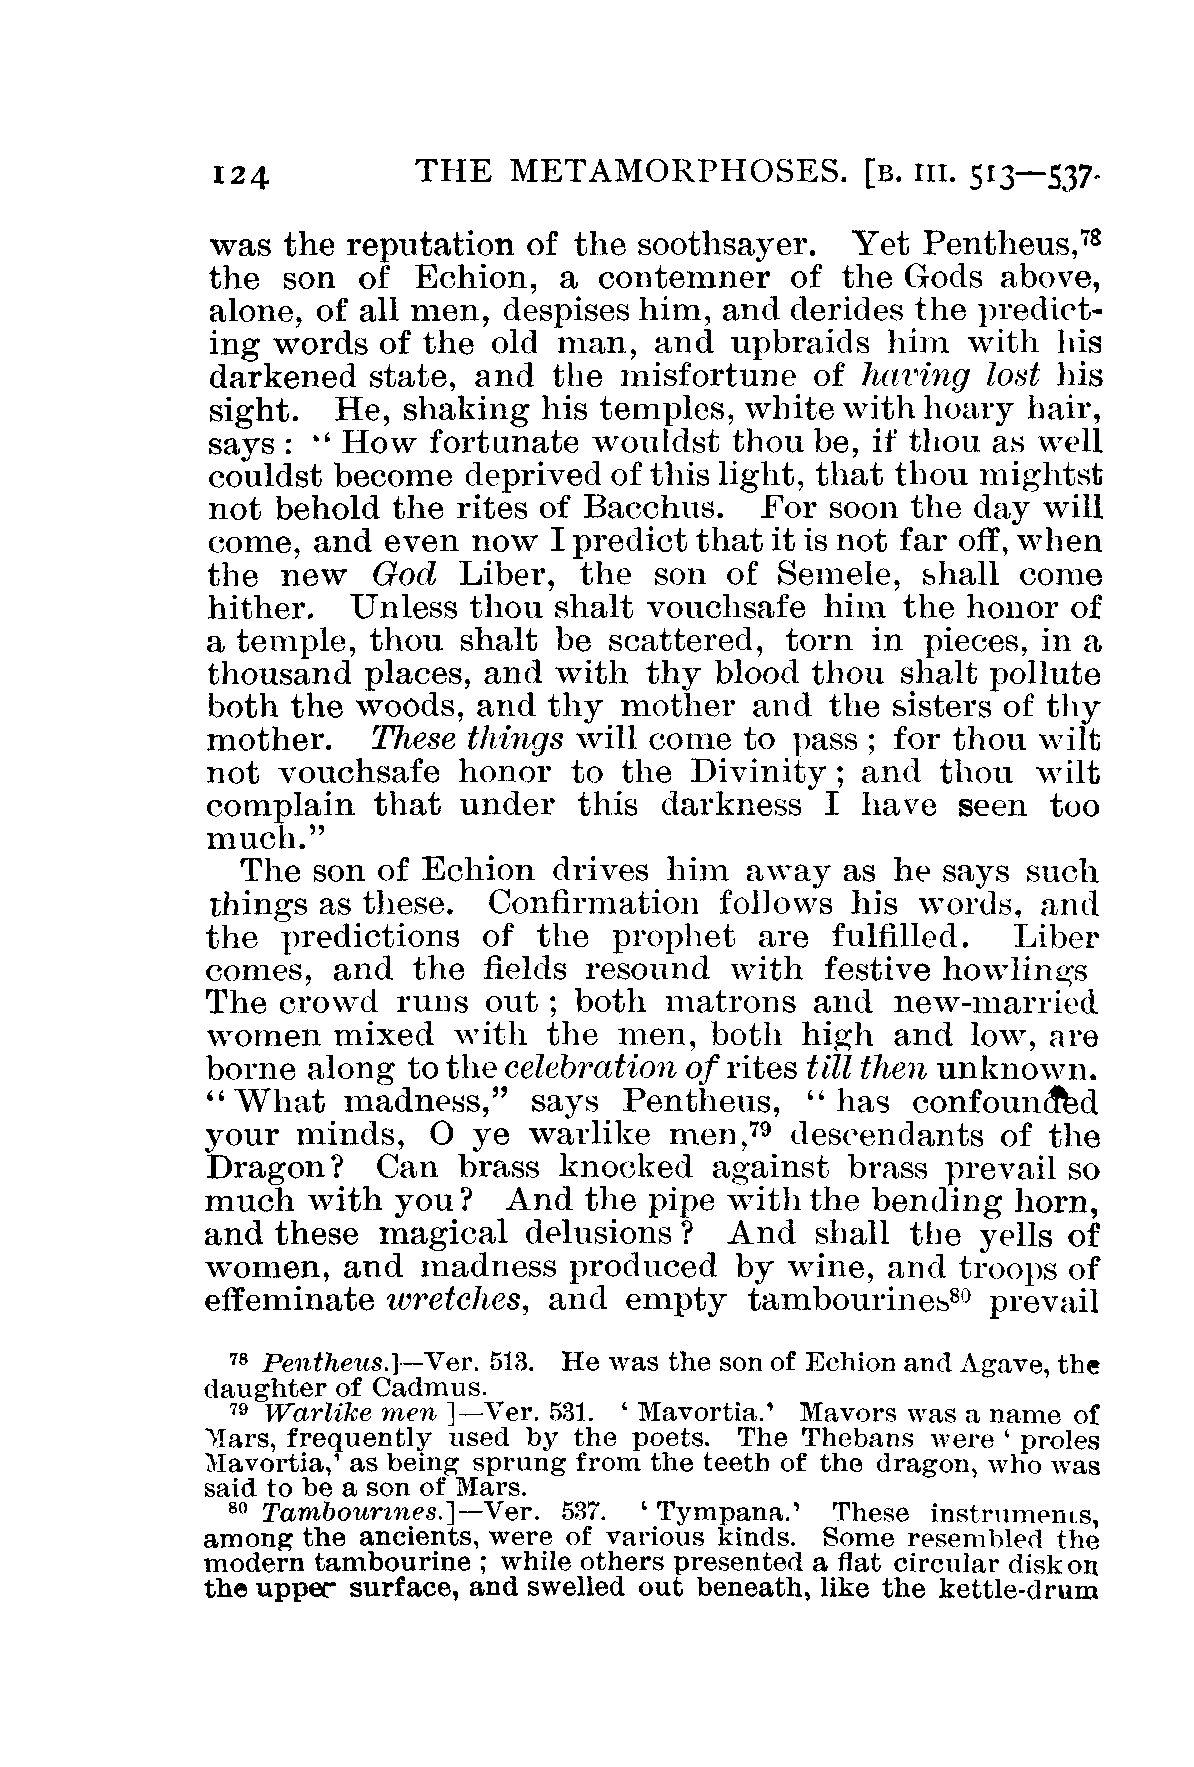 124 THE METAMORPHOSES. [B. III. 513—537.
was the reputation of the soothsayer. Yet Pentheus,⁷⁸
the son of Echion, a contemner of the Gods above,
alone, of all men, despises him, and derides the predict-
ing words of the old man, and upbraids him with his
darkened state, and the misfortune of having lost his
sight. He, shaking his temples, white with hoary hair,
says : “ How fortunate wouldst thou be, if thou as well
couldst become deprived of this light, that thou mightst
not behold the rites of Bacchus. For soon the day will
come, and even now I predict that it is not far off, when
the new God Liber, the son of Semele, shall come
hither. Unless thou shalt vouchsafe him the honor of
a temple, thou shalt be scattered, torn in pieces, in a
thousand places, and with thy blood thou shalt pollute
both the woods, and thy mother and the sisters of thy
mother. These things will come to pass ; for thou wilt
not vouchsafe honor to the Divinity ; and thou wilt
complain that under this darkness I have seen too
much.”
The son of Echion drives him away as he says such
things as these. Confirmation follows his words, and
the predictions of the prophet are fulfilled. Liber
comes, and the fields resound with festive howlings
The crowd runs out ; both matrons and new-married
women mixed with the men, both high and low, are
borne along to the celebration of rites till then unknown.
“ What madness,” says Pentheus, “ has confounded
your minds, O ye warlike men,⁷⁹ descendants of the
Dragon? Can brass knocked against brass prevail so
much with you? And the pipe with the bending horn,
and these magical delusions? And shall the yells of
women, and madness produced by wine, and troops of
effeminate wretches, and empty tambourines⁸⁰ prevail
⁷⁸ Pentheus.]—Ver. 513. He was the son of Echion and Agave, the
daughter of Cadmus.
⁷⁹ Warlike men ]—Ver. 531. ‘ Mavortia.’ Mavors was a name of
Mars, frequently used by the poets. The Thebans were ‘ proles
Mavortia,’ as being sprung from the teeth of the dragon, who was
said to be a son of Mars.
⁸⁰ Tambourines.]—Ver. 537. ‘ Tympana.’ These instruments,
among the ancients, were of various kinds. Some resembled the
modern tambourine ; while others presented a flat circular disk on
the upper surface, and swelled out beneath, like the kettle-drum